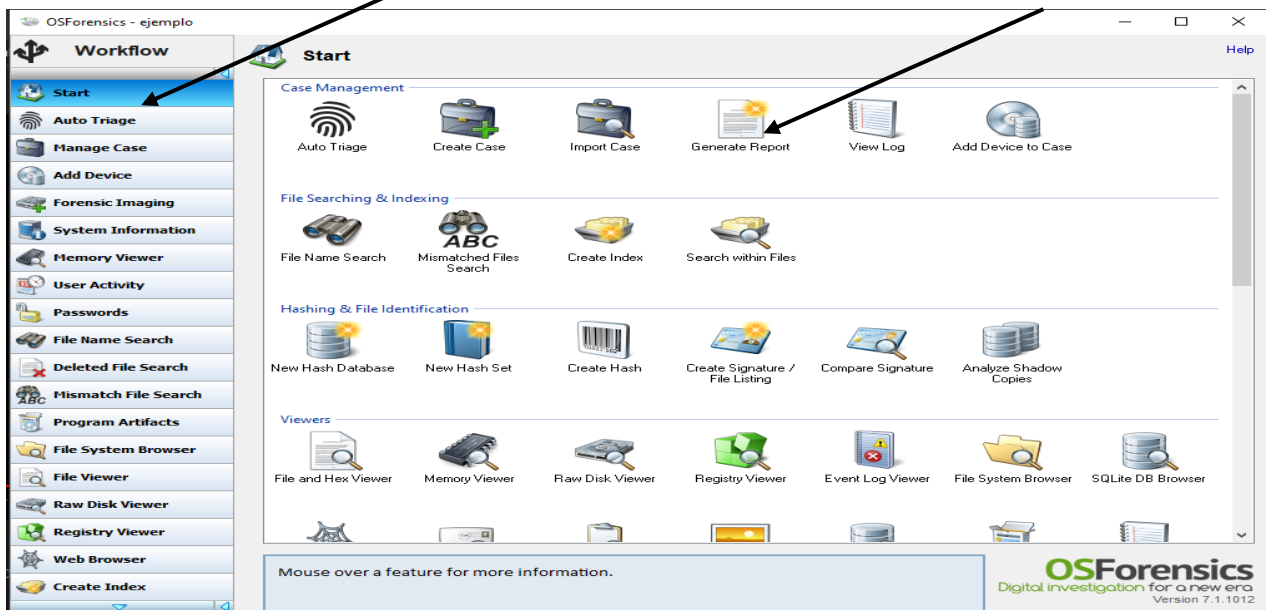 OSForensics - ejemplo
Workflow
Start
Auto Triage
Manage Case
Add Device
Forensic Imaging
System Information
Memory Viewer
User Activity
Passwords
File Name Search
Deleted File Search
Mismatch File Search
Program Artifacts
File System Browser
File Viewer
Raw Disk Viewer
Registry Viewer
Web Browser
Create Index
Start
Help
Case Management
Auto Triage
Create Case
Import Case
Generate Report
View Log
Add Device to Case
File Searching & Indexing
ABC
File Name Search
Mismatched Files
Search
Create Index
Search within Files
Hashing & File Identification
New Hash Database
New Hash Set
Create Hash
Create Signature /
File Listing
Compare Signature
Analyze Shadow
Copies
Viewers
File and Hex Viewer
Memory Viewer
Raw Disk Viewer
Registry Viewer
Event Log Viewer
File System Browser
SQLite DB Browser
Mouse over a feature for more information.
OSForensics
Digital investigation for a new era
Version 7.1.1012